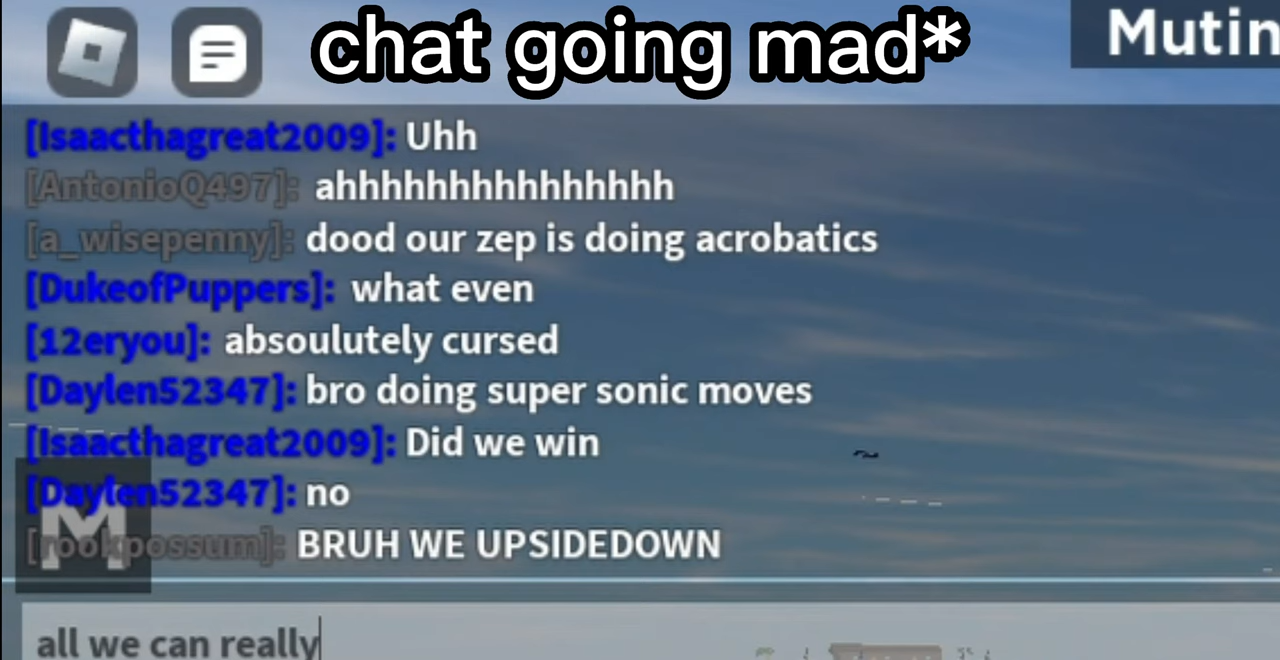 chat going mad*
Mutin
[Isaacthagreat2009]: Uhh
[AntonioQ497]: ahhhhhhhhhhhhhhhh
[a_wisepenny]: dood our zep is doing acrobatics
[DukeofPuppers]: what even
[12eryou]: absoulutely cursed
[Daylen52347]: bro doing super sonic moves
[Isaacthagreat2009]: Did we win
[Daylen52347]: no
M
[rookpossum]: BRUH WE UPSIDEDOWN
all we can really